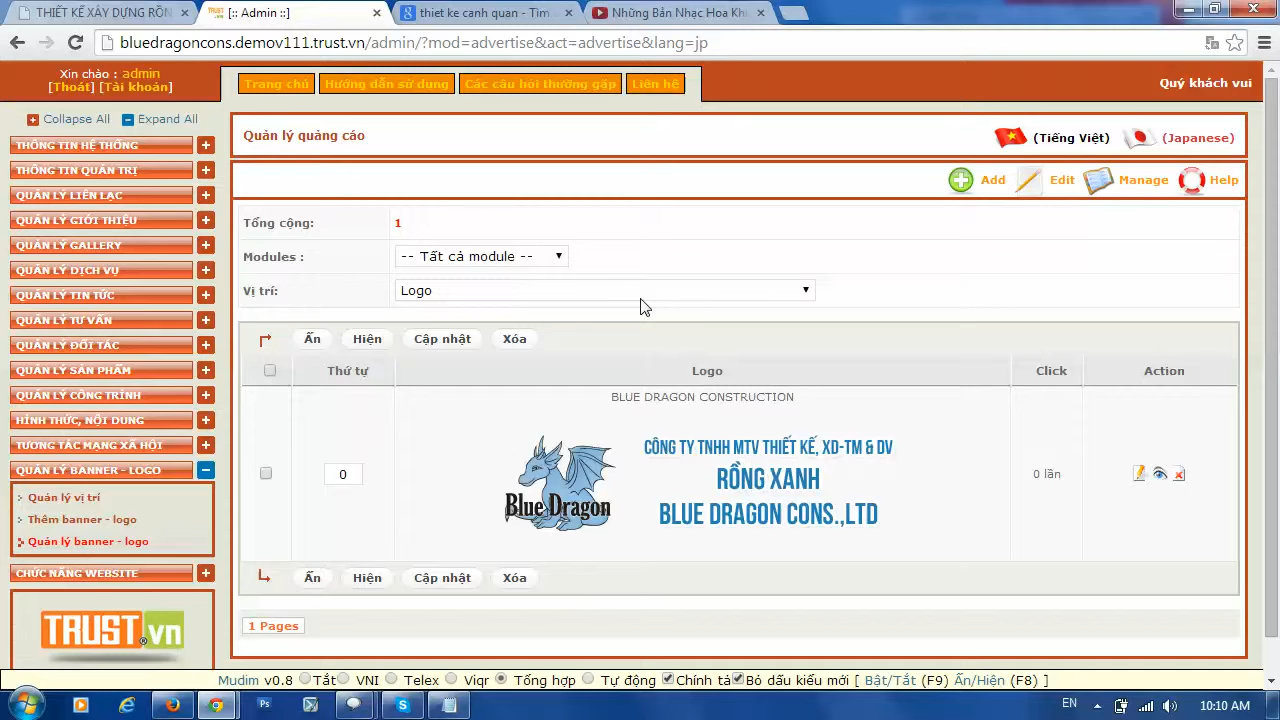 THIẾT KẾ XÂY DỰNG RỒN
[:: Admin ::]
thiet ke canh quan - Tìm
Những Bản Nhạc Hoa Kh
bluedragoncons.demov111.trust.vn/admin/?mod=advertise&act=advertise&lang=jp
Xin chào : admin
[Thoát] [Tài khoản]
Trang chủ
Hướng dẫn sử dụng
Các câu hỏi thường gặp
Liên hệ
Quý khách vui
Collapse All
Expand All
THÔNG TIN HỆ THỐNG
THÔNG TIN QUẢN TRỊ
QUẢN LÝ LIÊN LẠC
QUẢN LÝ GIỚI THIỆU
QUẢN LÝ GALLERY
QUẢN LÝ DỊCH VỤ
QUẢN LÝ TIN TỨC
QUẢN LÝ TƯ VẤN
QUẢN LÝ ĐỐI TÁC
QUẢN LÝ SẢN PHẨM
QUẢN LÝ CÔNG TRÌNH
HÌNH THỨC, NỘI DUNG
TƯƠNG TÁC MẠNG XÃ HỘI
QUẢN LÝ BANNER - LOGO
Quản lý vị trí
Thêm banner - logo
Quản lý banner - logo
CHỨC NĂNG WEBSITE
TRUST.vn
Quản lý quảng cáo
(Tiếng Việt)
(Japanese)
Add
Edit
Manage
Help
Tổng cộng:
1
Modules :
-- Tất cả module --
Vị trí:
Logo
Ẩn
Hiện
Cập nhật
Xóa
Thứ tự
Logo
Click
Action
BLUE DRAGON CONSTRUCTION
0
Blue Dragon
CÔNG TY TNHH MTV THIẾT KẾ, XD-TM & DV
RỒNG XANH
BLUE DRAGON CONS.,LTD
0 lần
Ẩn
Hiện
Cập nhật
Xóa
1 Pages
Mudim v0.8 Tắt VNI Telex Viqr Tổng hợp Tự động Chính tả Bỏ dấu kiểu mới [ Bật/Tắt (F9) Ẩn/Hiện (F8) ]
EN
10:10 AM